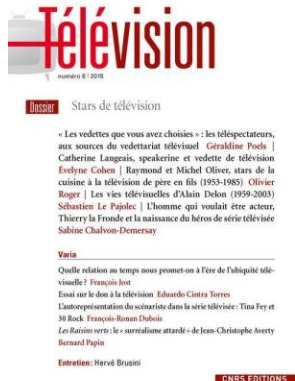 Télévision
numéro 6 | 2015
Dossier Stars de télévision
« Les vedettes que vous avez choisies » : les téléspectateurs,
aux sources du vedettariat télévisuel Géraldine Poels |
Catherine Langeais, speakerine et vedette de télévision
Évelyne Cohen | Raymond et Michel Oliver, stars de la
cuisine à la télévision de père en fils (1953-1985) Olivier
Roger | Les vies télévisuelles d'Alain Delon (1959-2003)
Sébastien Le Pajolec | L'homme qui voulait être acteur,
Thierry la Fronde et la naissance du héros de série télévisée
Sabine Chalvon-Demersay
Varia
Quelle relation au temps nous promet-on à l'ère de l'ubiquité télé-
visuelle ? François Jost
Essai sur le don à la télévision Eduardo Cintra Torres
L'autoreprésentation du scénariste dans la série télévisée : Tina Fey et
30 Rock François-Ronan Dubois
Les Raisins verts : le « surréalisme attardé » de Jean-Christophe Averty
Bernard Papin
Entretien : Hervé Brusini
CNRS EDITIONS